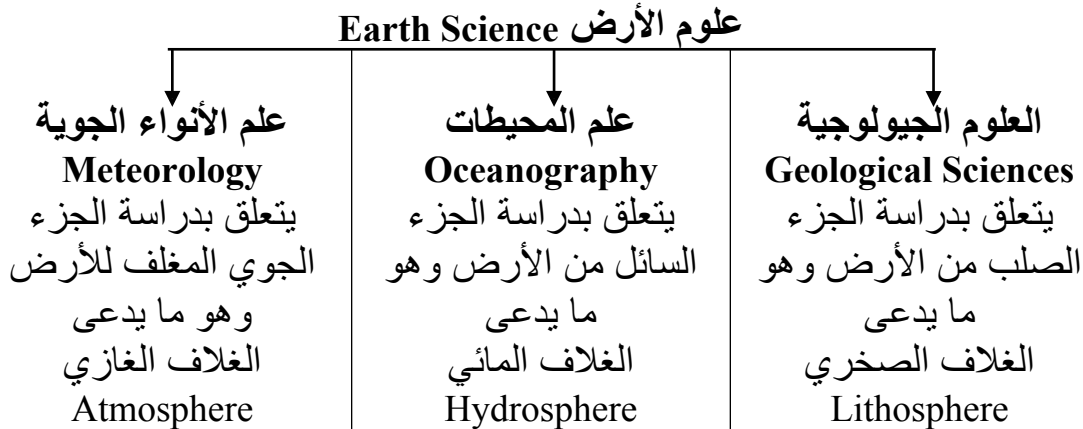 علوم الأرض Earth Science
العلوم الجيولوجية
Geological Sciences
يتعلق بدراسة الجزء
الصلب من الأرض وهو
ما يدعى
الغلاف الصخري
Lithosphere
علم المحيطات
Oceanography
يتعلق بدراسة الجزء
السائل من الأرض وهو
ما يدعى
الغلاف المائي
Hydrosphere
علم الأنواء الجوية
Meteorology
يتعلق بدراسة الجزء
الجوي المغلف للأرض
وهو ما يدعى
الغلاف الغازي
Atmosphere